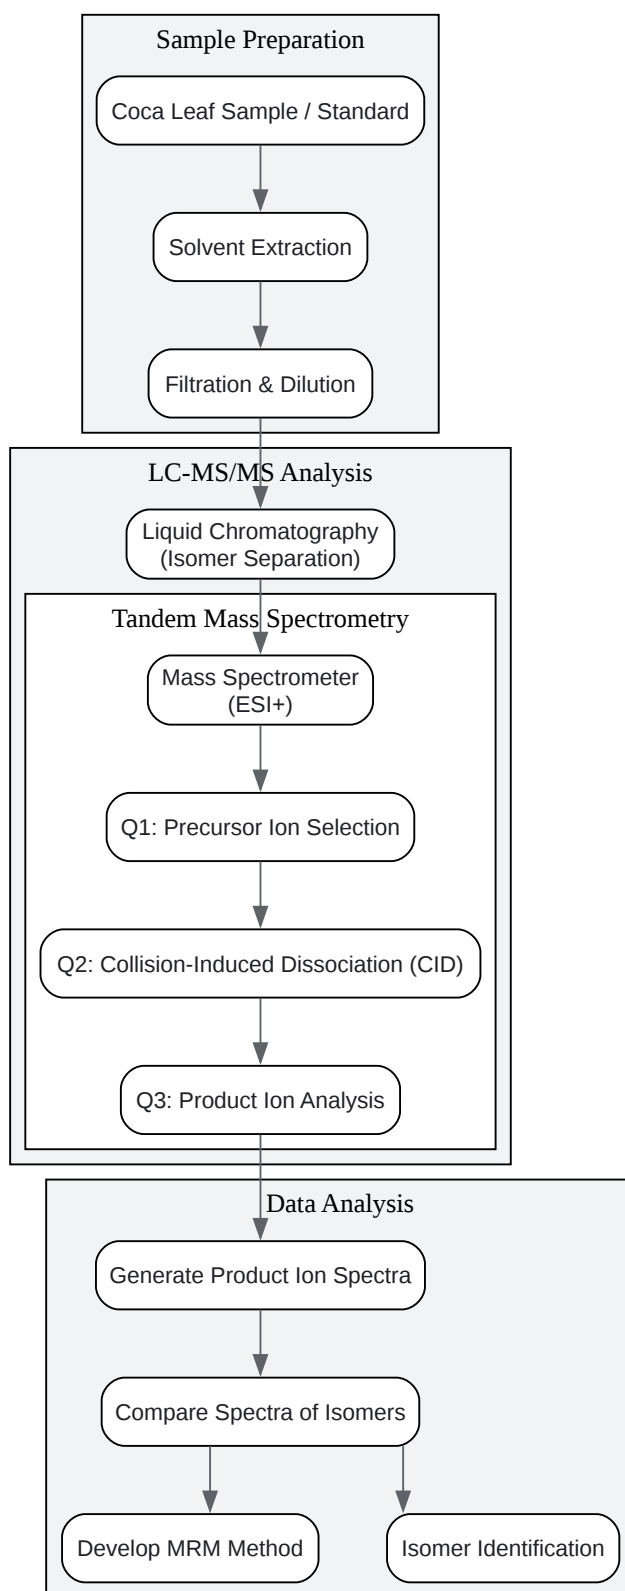 Sample Preparation
Coca Leaf Sample / Standard
Solvent Extraction
Filtration & Dilution
LC-MS/MS Analysis
Liquid Chromatography
(Isomer Separation)
Tandem Mass Spectrometry
Mass Spectrometer
(ESI+)
Q1: Precursor Ion Selection
Q2: Collision-Induced Dissociation (CID)
Q3: Product Ion Analysis
Data Analysis
Generate Product Ion Spectra
Compare Spectra of Isomers
Develop MRM Method
Isomer Identification